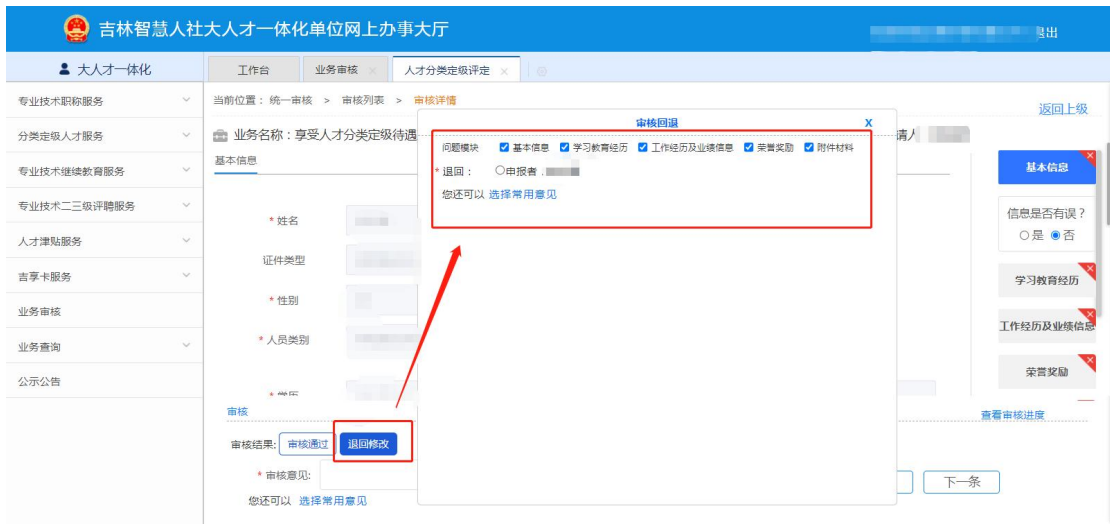 吉林智慧人社大人才一体化单位网上办事大厅
退出
大人才一体化
工作台 业务审核 × 人才分类定级评定 ×
专业技术职称服务
分类定级人才服务
专业技术继续教育服务
专业技术二三级评聘服务
人才津贴服务
吉享卡服务
业务审核
业务查询
公示公告
当前位置：统一审核 > 审核列表 > 审核详情
返回上级
业务名称：享受人才分类定级待遇
请人
基本信息
* 姓名
证件类型
* 性别
* 人员类别
* 学历
审核回退 X
问题模块 基本信息 学习教育经历 工作经历及业绩信息 荣誉奖励 附件材料
* 退回： 申报者
您还可以 选择常用意见
基本信息
信息是否有误？
是 否
学习教育经历
工作经历及业绩信息
荣誉奖励
审核
查看审核进度
审核结果: 审核通过 退回修改
* 审核意见:
您还可以 选择常用意见
下一条